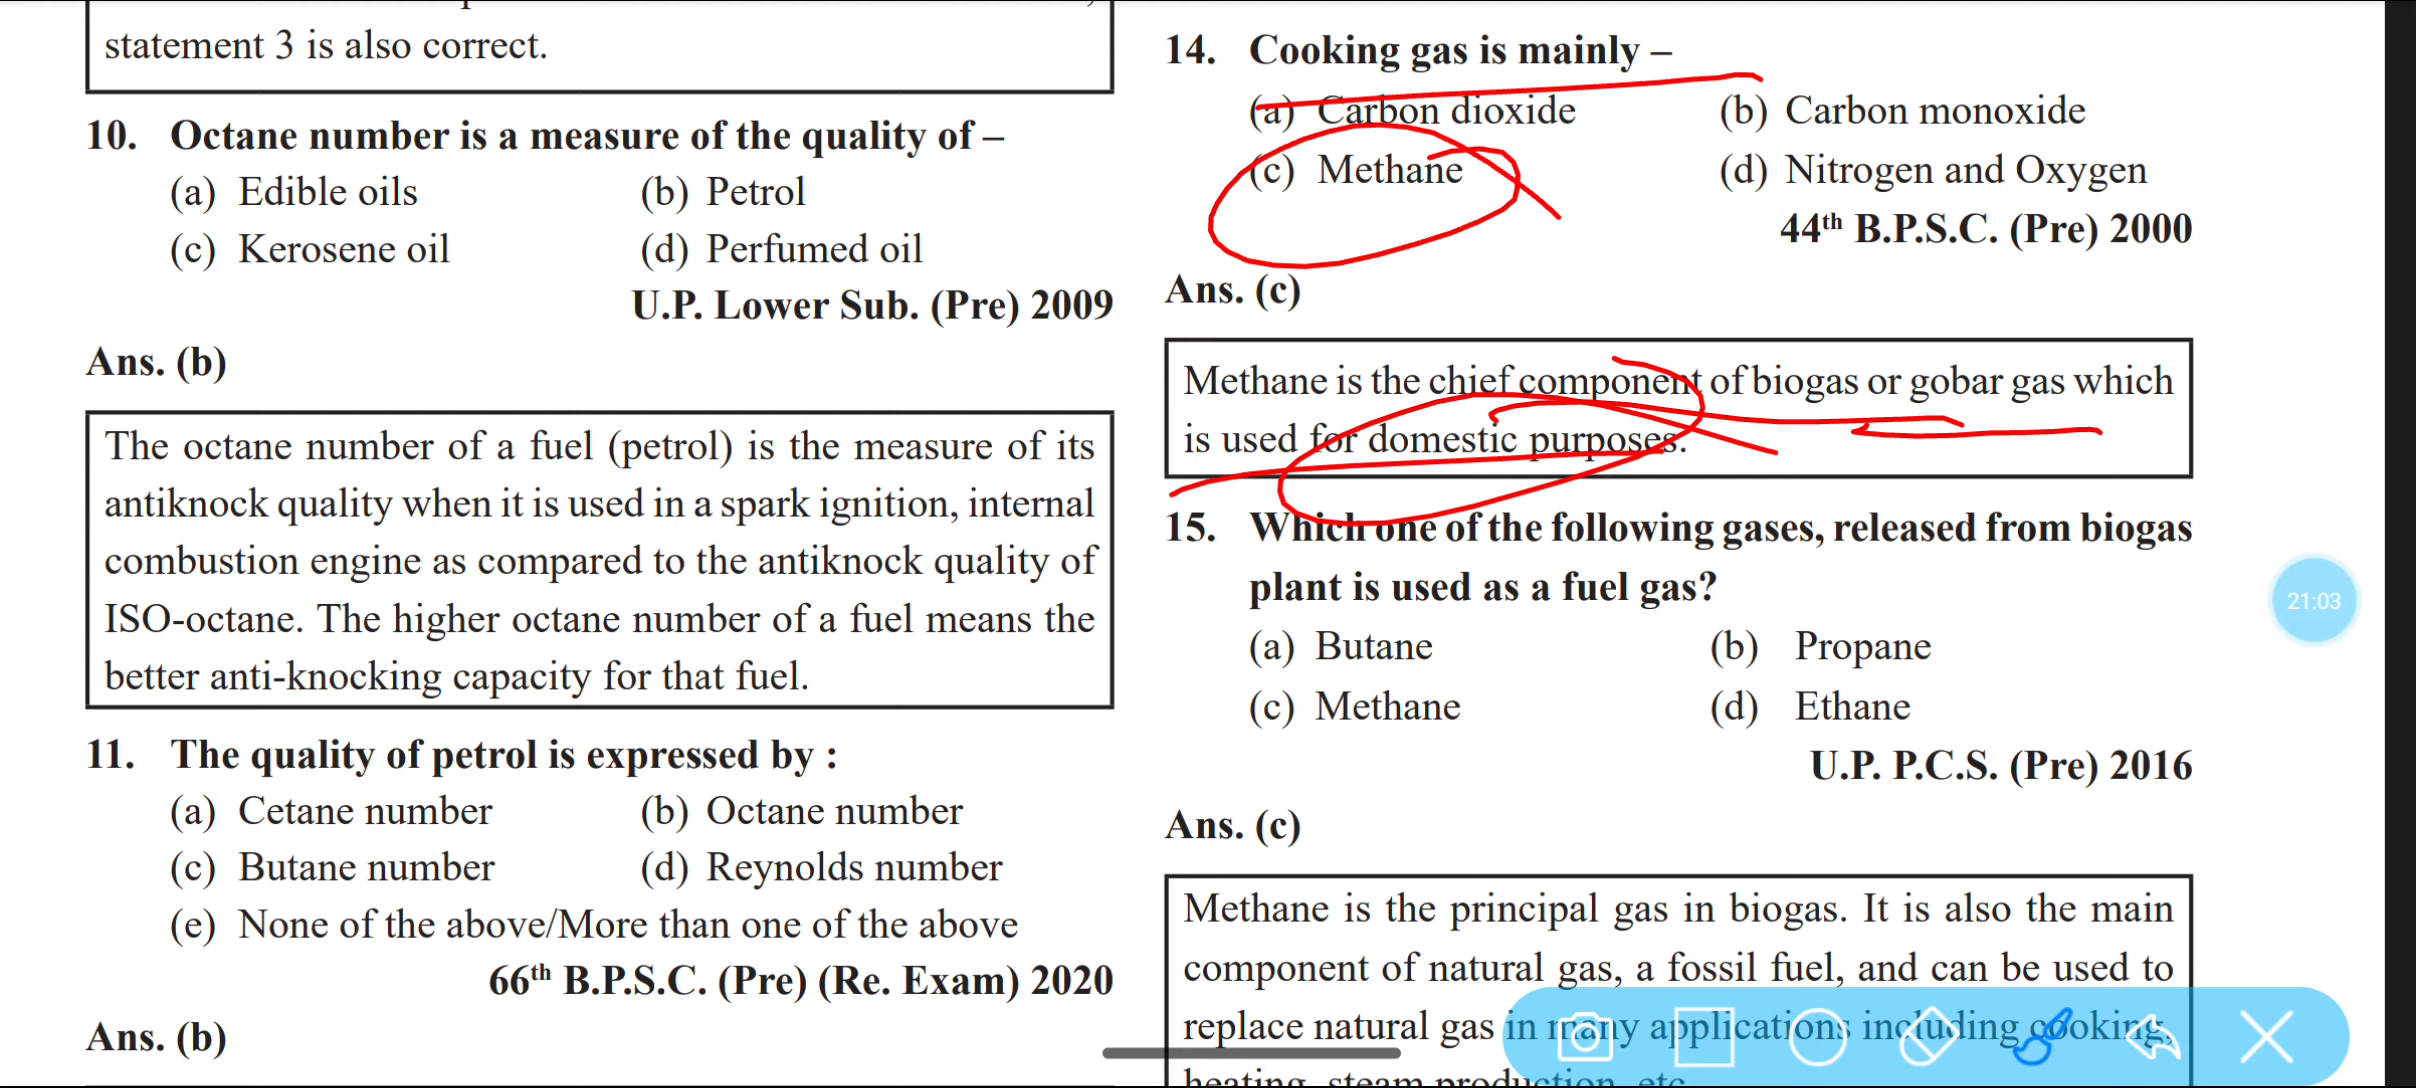 statement 3 is also correct.
10. Octane number is a measure of the quality of –
(a) Edible oils (b) Petrol
(c) Kerosene oil (d) Perfumed oil
U.P. Lower Sub. (Pre) 2009
Ans. (b)
The octane number of a fuel (petrol) is the measure of its
antiknock quality when it is used in a spark ignition, internal
combustion engine as compared to the antiknock quality of
ISO-octane. The higher octane number of a fuel means the
better anti-knocking capacity for that fuel.
11. The quality of petrol is expressed by :
(a) Cetane number (b) Octane number
(c) Butane number (d) Reynolds number
(e) None of the above/More than one of the above
66th B.P.S.C. (Pre) (Re. Exam) 2020
Ans. (b)
14. Cooking gas is mainly –
(a) Carbon dioxide (b) Carbon monoxide
(c) Methane (d) Nitrogen and Oxygen
44th B.P.S.C. (Pre) 2000
Ans. (c)
Methane is the chief component of biogas or gobar gas which
is used for domestic purposes.
15. Which one of the following gases, released from biogas
plant is used as a fuel gas?
(a) Butane (b) Propane
(c) Methane (d) Ethane
U.P. P.C.S. (Pre) 2016
Ans. (c)
Methane is the principal gas in biogas. It is also the main
component of natural gas, a fossil fuel, and can be used to
replace natural gas in many applications including cooking,
heating, steam production, etc.
21:03